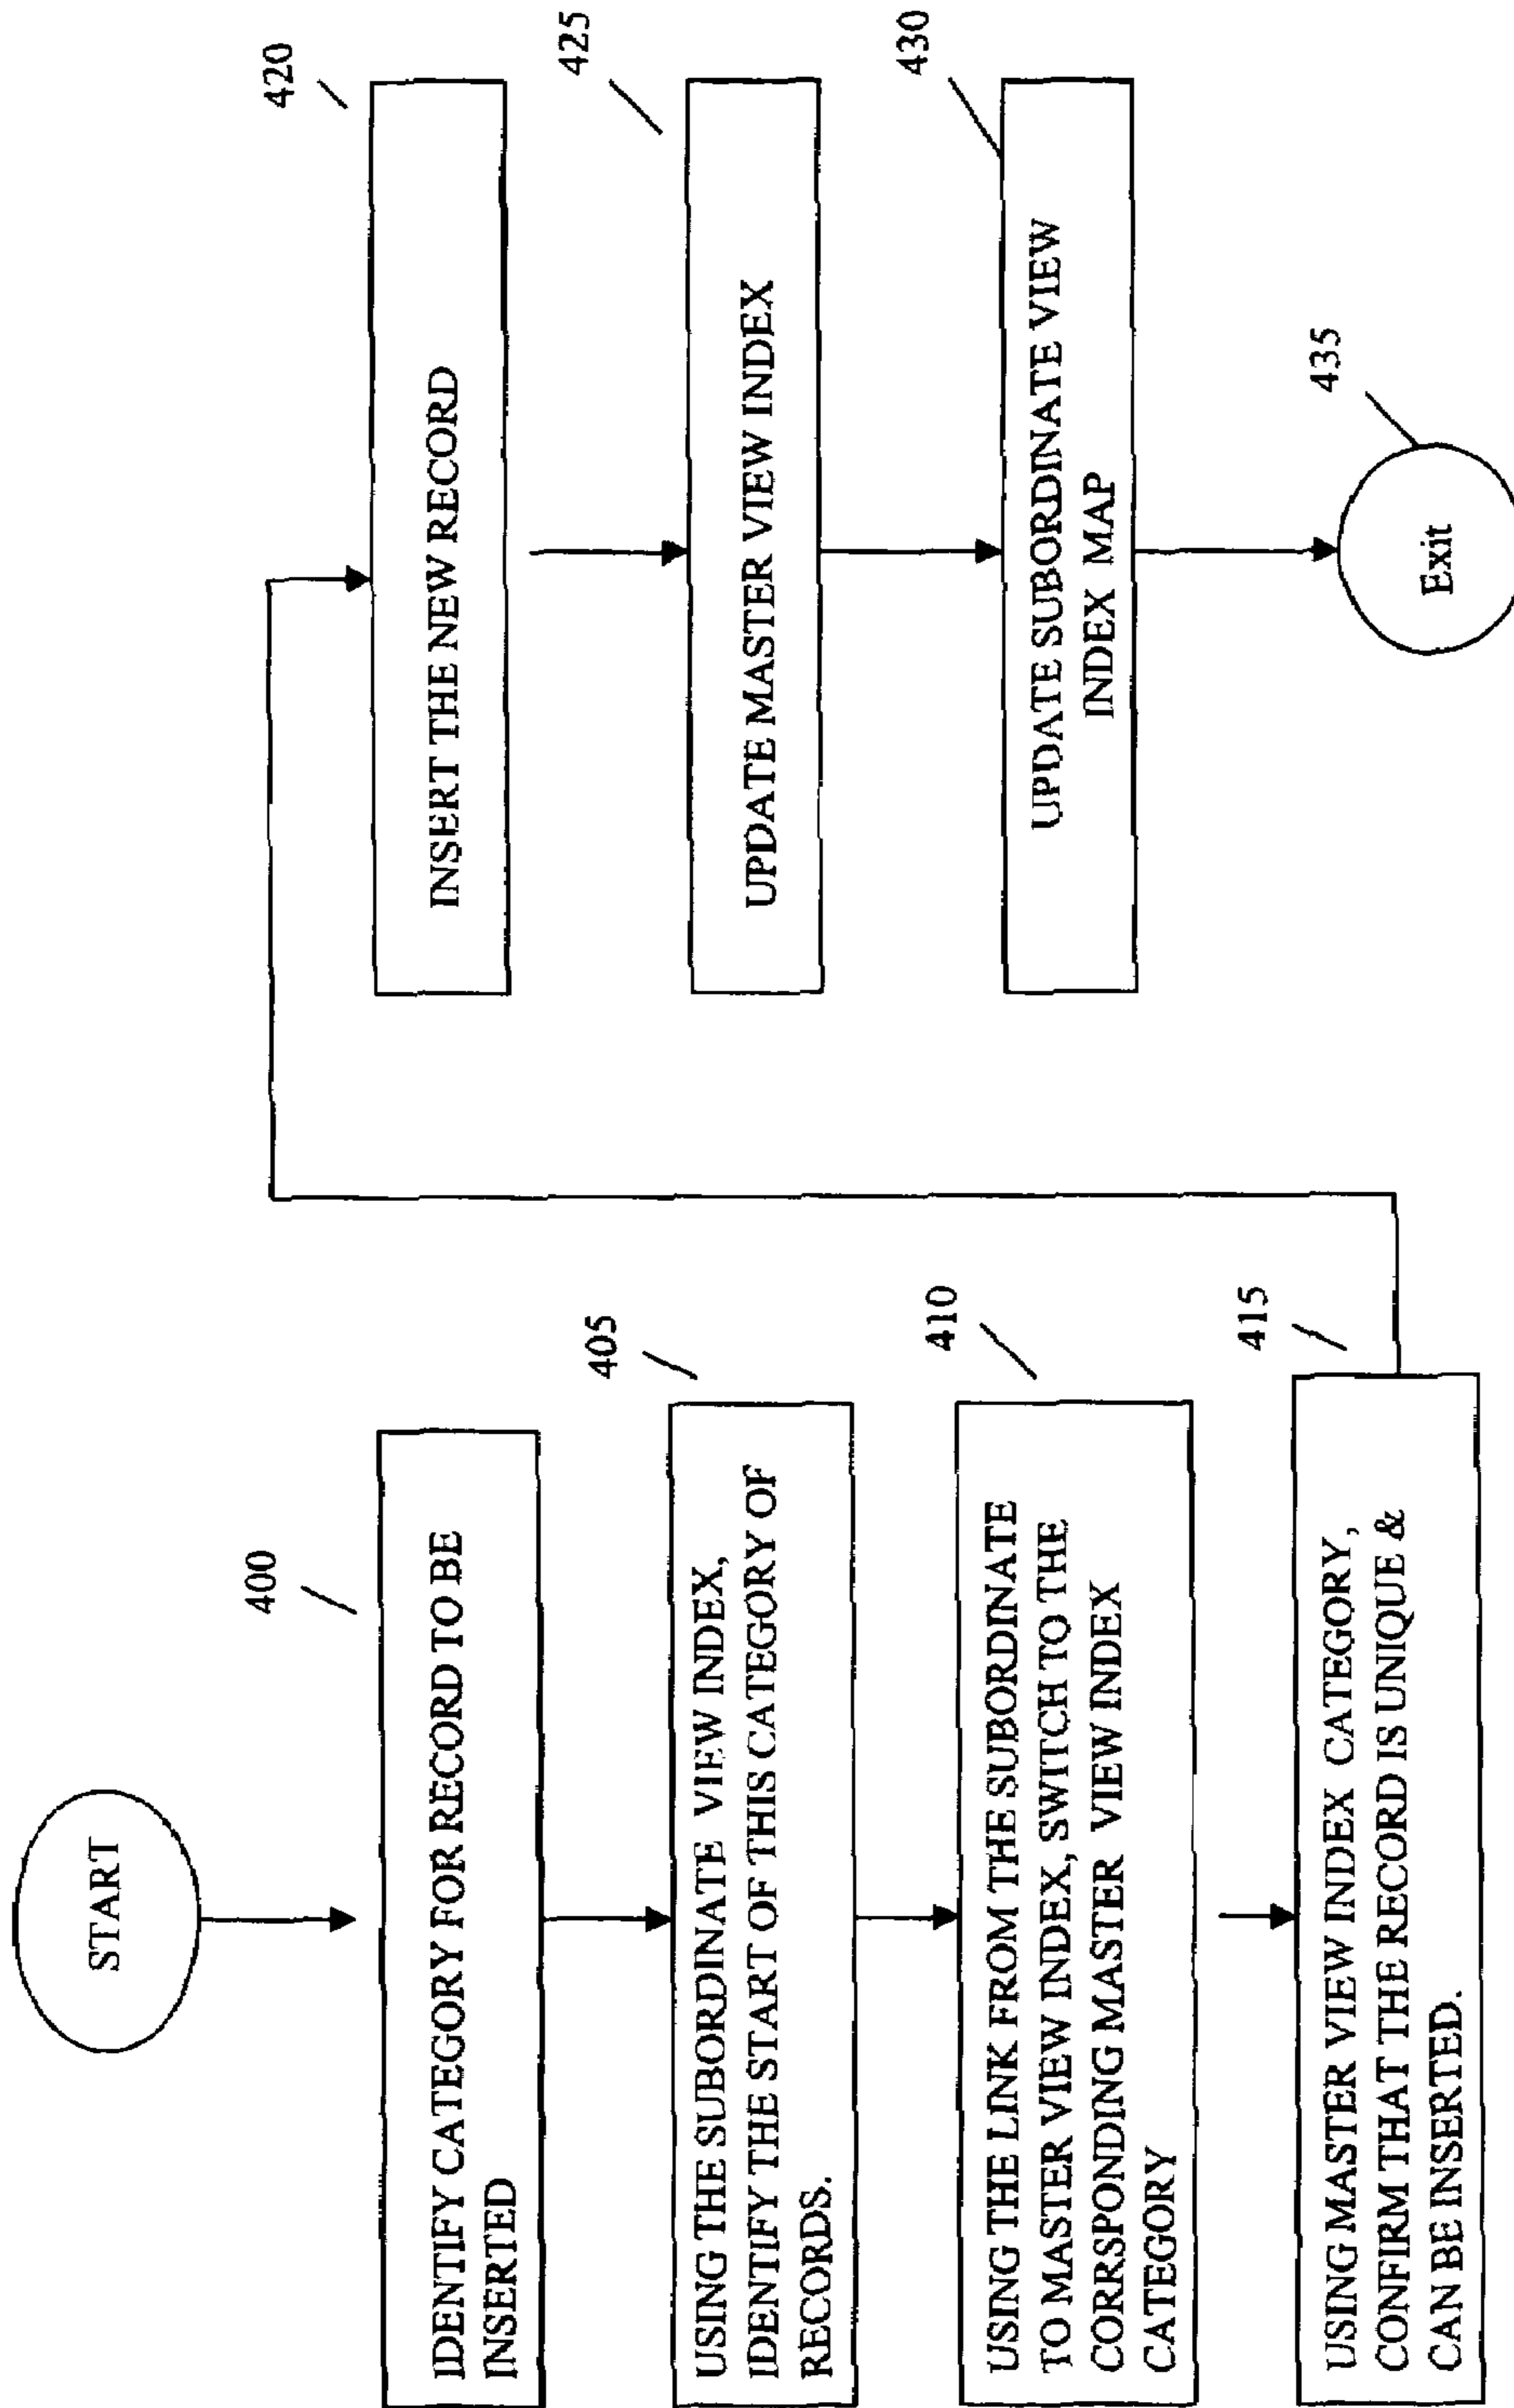 START
400
IDENTIFY CATEGORY FOR RECORD TO BE
INSERTED
405
USING THE SUBORDINATE VIEW INDEX,
IDENTIFY THE START OF THIS CATEGORY OF
RECORDS.
410
USING THE LINK FROM THE SUBORDINATE
TO MASTER VIEW INDEX, SWITCH TO THE
CORRSPONDING MASTER VIEW INDEX
CATEGORY
415
USING MASTER VIEW INDEX CATEGORY,
CONFIRM THAT THE RECORD IS UNIQUE &
CAN BE INSERTED.
420
INSERT THE NEW RECORD
425
UPDATE MASTER VIEW INDEX
430
UPDATE SUBORDINATE VIEW
INDEX MAP
435
Exit